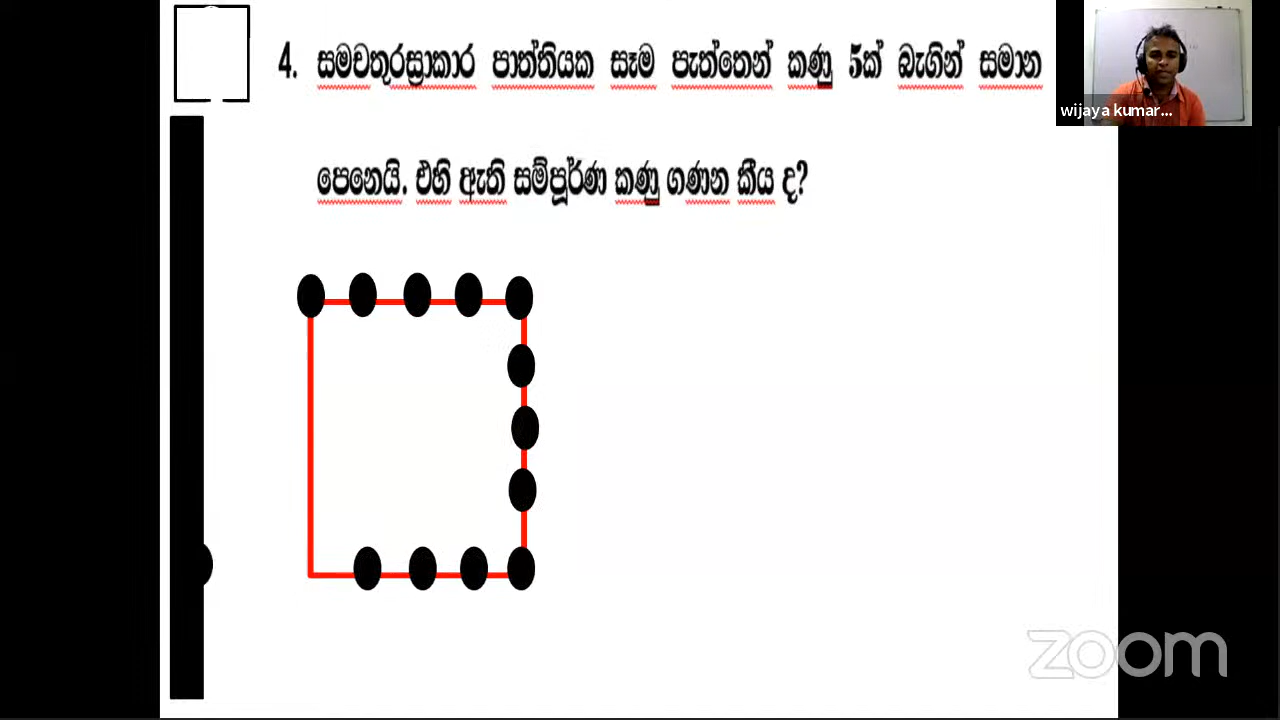 4. සමචතුරස්‍රාකාර පාත්තියක සෑම පැත්තෙන් කණු 5ක් බැගින් සමාන
පෙනෙයි. එහි ඇති සම්පූර්ණ කණු ගණන කීය ද?
wijaya kumar...
zoom